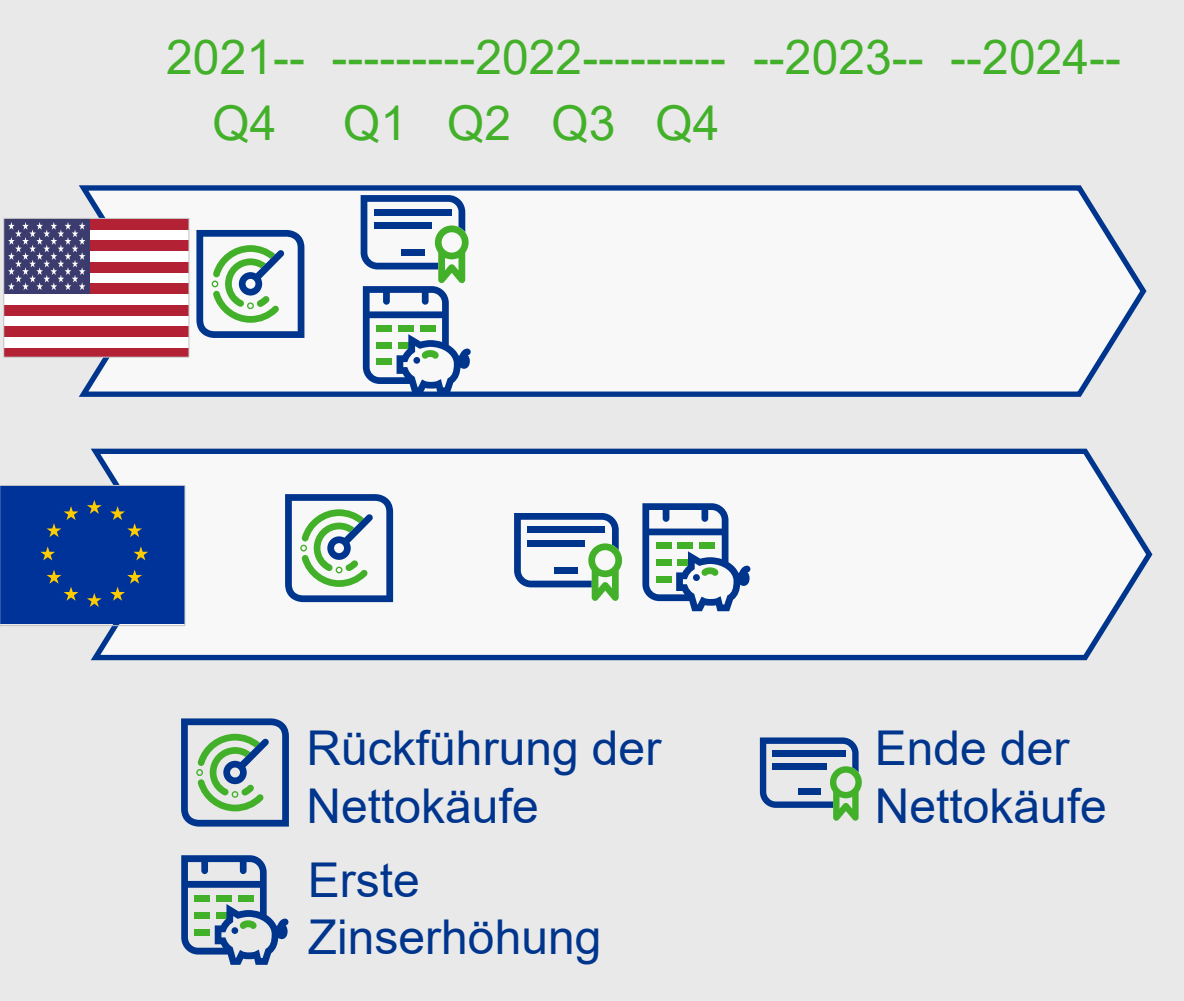 2021-- ---------2022--------- --2023-- --2024--
Q4 Q1 Q2 Q3 Q4
Rückführung der
Nettokäufe
Ende der
Nettokäufe
Erste
Zinserhöhung